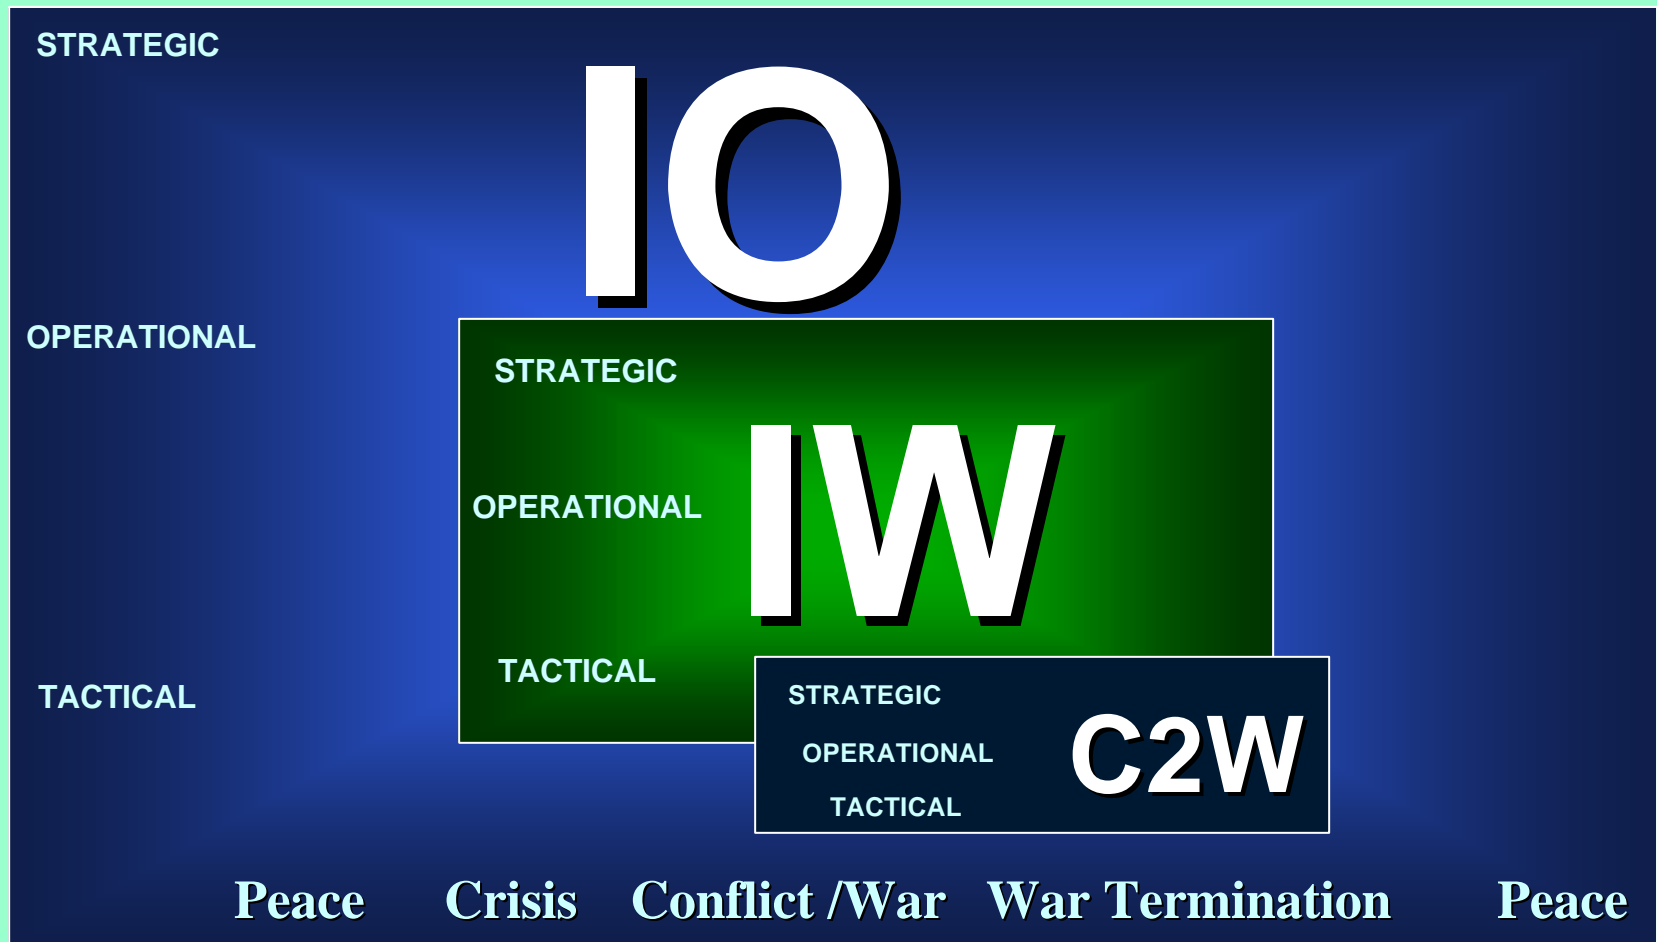 STRATEGIC
IO
OPERATIONAL
STRATEGIC
IW
OPERATIONAL
TACTICAL
TACTICAL
STRATEGIC
OPERATIONAL
C2W
TACTICAL
Peace Crisis Conflict /War War Termination Peace